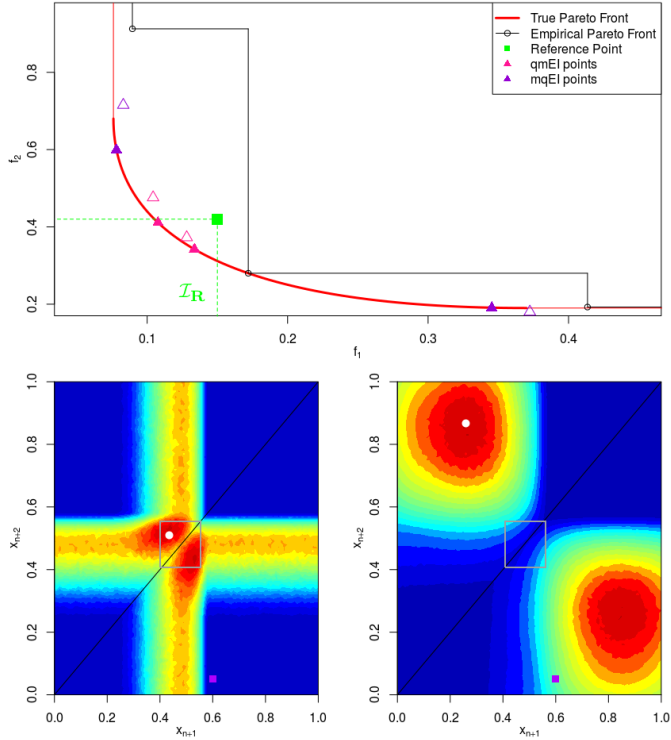 True Pareto Front
Empirical Pareto Front
Reference Point
qmEI points
mqEI points
0.8
0.6
0.4
0.2
f₂
ℐ_R
0.1 0.2 0.3 0.4
f₁
1.0 1.0
0.8 0.8
0.6 0.6
0.4 0.4
0.2 0.2
0.0 0.0
xₙ₊₂ xₙ₊₂
0.0 0.2 0.4 0.6 0.8 1.0 0.0 0.2 0.4 0.6 0.8 1.0
xₙ₊₁ xₙ₊₁